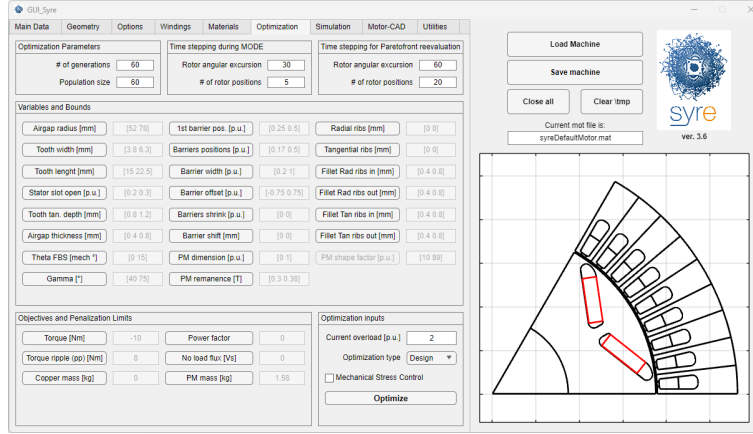 GUI_Syre
Main Data Geometry Options Windings Materials Optimization Simulation Motor-CAD Utilities
Optimization Parameters
# of generations 60
Population size 60
Time stepping during MODE
Rotor angular excursion 30
# of rotor positions 5
Time stepping for Paretofront reevaluation
Rotor angular excursion 60
# of rotor positions 20
Variables and Bounds
Airgap radius [mm] [52 78] 1st barrier pos. [p.u.] [0.25 0.5] Radial ribs [mm] [0 0]
Tooth width [mm] [3.8 6.3] Barriers positions [p.u.] [0.17 0.5] Tangential ribs [mm] [0 0]
Tooth lenght [mm] [15 22.5] Barrier width [p.u.] [0.2 1] Fillet Rad ribs in [mm] [0.4 0.8]
Stator slot open [p.u.] [0.2 0.3] Barrier offset [p.u.] [-0.75 0.75] Fillet Rad ribs out [mm] [0.4 0.8]
Tooth tan. depth [mm] [0.8 1.2] Barriers shrink [p.u.] [0 0] Fillet Tan ribs in [mm] [0.4 0.8]
Airgap thickness [mm] [0.4 0.8] Barrier shift [mm] [0 0] Fillet Tan ribs out [mm] [0.4 0.8]
Theta FBS [mech °] [0 15] PM dimension [p.u.] [0 1] PM shape factor [p.u.] [10 89]
Gamma [°] [40 75] PM remanence [T] [0.3 0.38]
Objectives and Penalization Limits
Torque [Nm] -10 Power factor 0
Torque ripple (pp) [Nm] 8 No load flux [Vs] 0
Copper mass [kg] 0 PM mass [kg] 1.58
Optimization inputs
Current overload [p.u.] 2
Optimization type Design
Mechanical Stress Control
Optimize
Load Machine
Save machine
Close all Clear \tmp
Current mot file is:
syreDefaultMotor.mat
syre
ver. 3.6